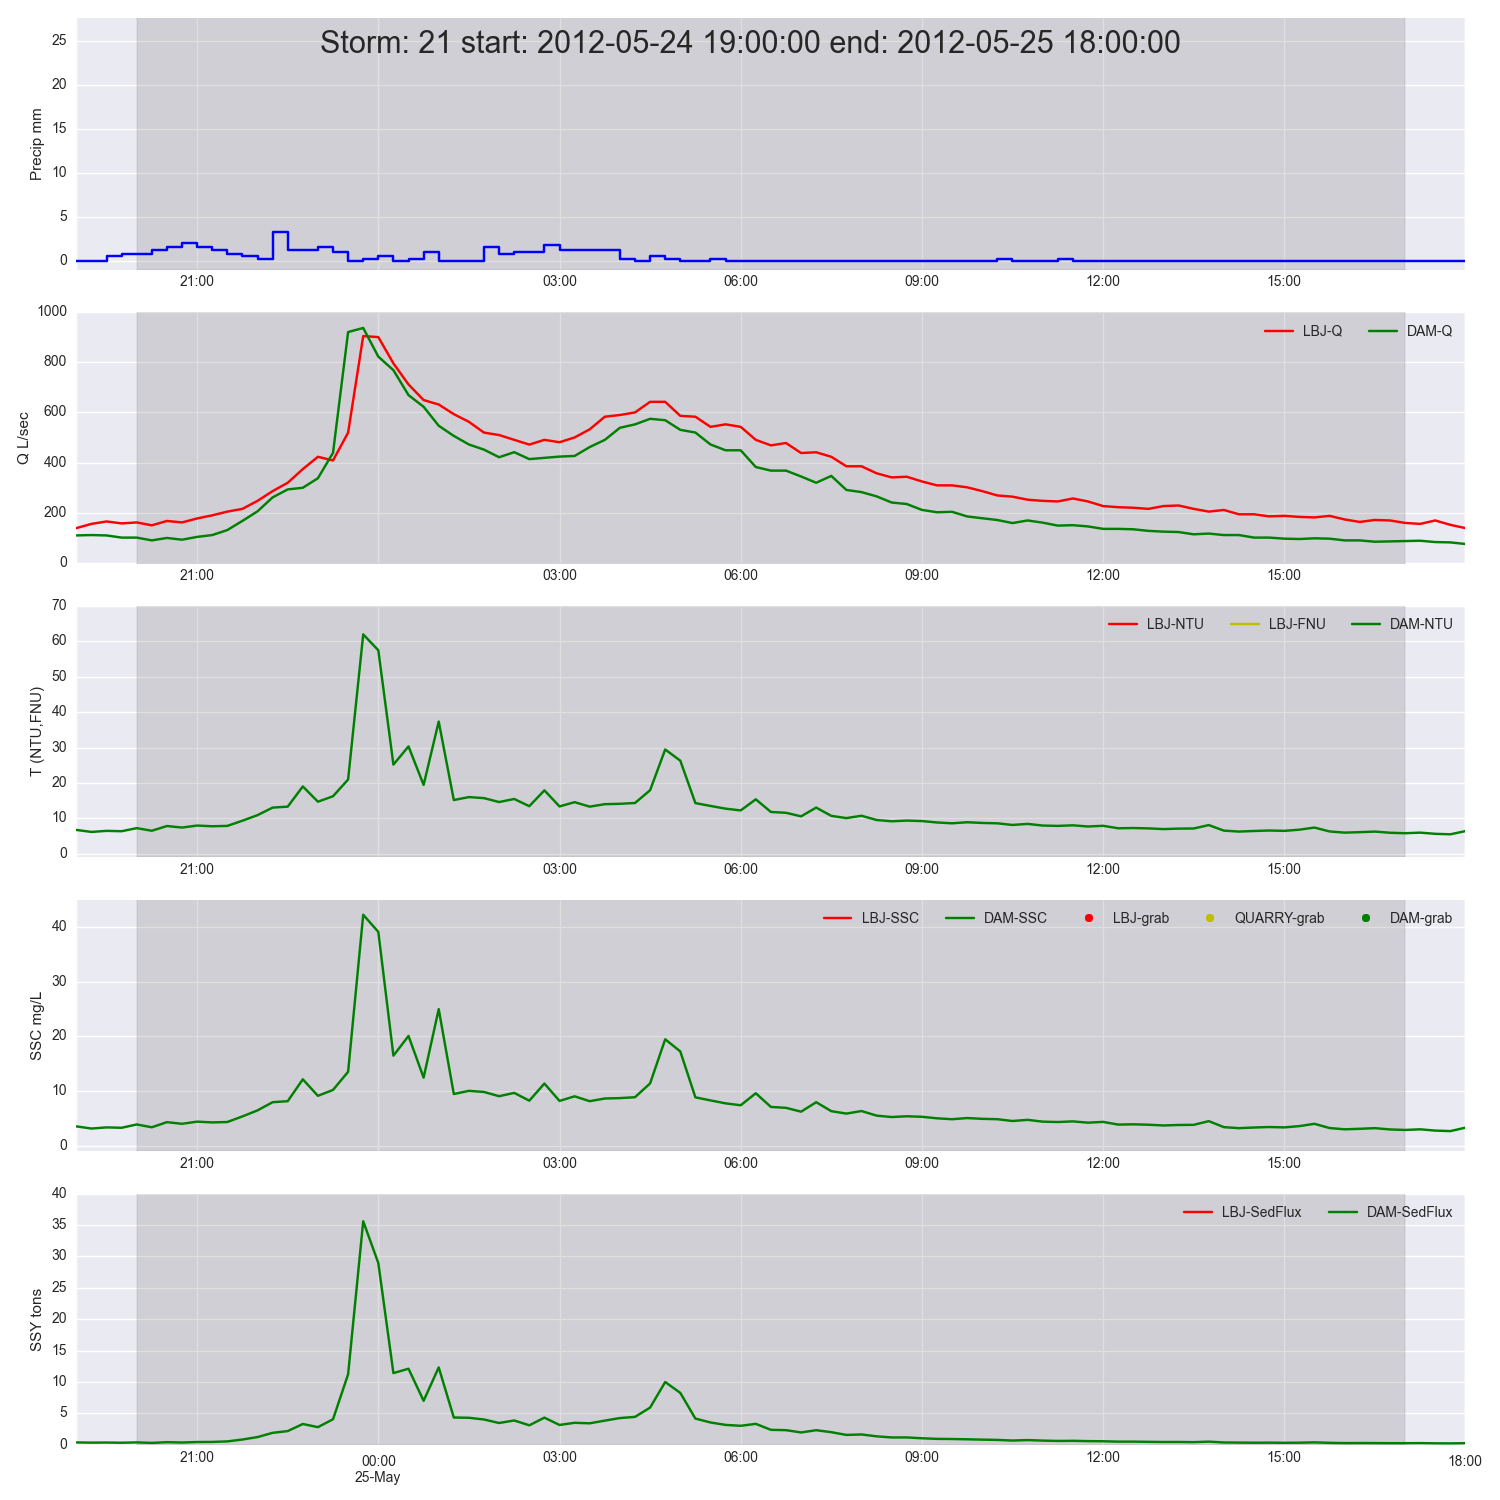 Storm: 21 start: 2012-05-24 19:00:00 end: 2012-05-25 18:00:00
Precip mm
25
20
15
10
5
0
21:00 03:00 06:00 09:00 12:00 15:00
Q L/sec
1000
800
600
400
200
0
LBJ-Q DAM-Q
21:00 03:00 06:00 09:00 12:00 15:00
T (NTU,FNU)
70
60
50
40
30
20
10
0
LBJ-NTU LBJ-FNU DAM-NTU
21:00 03:00 06:00 09:00 12:00 15:00
SSC mg/L
40
30
20
10
0
LBJ-SSC DAM-SSC LBJ-grab QUARRY-grab DAM-grab
21:00 03:00 06:00 09:00 12:00 15:00
SSY tons
40
35
30
25
20
15
10
5
0
LBJ-SedFlux DAM-SedFlux
21:00 00:00 03:00 06:00 09:00 12:00 15:00 18:00
25-May